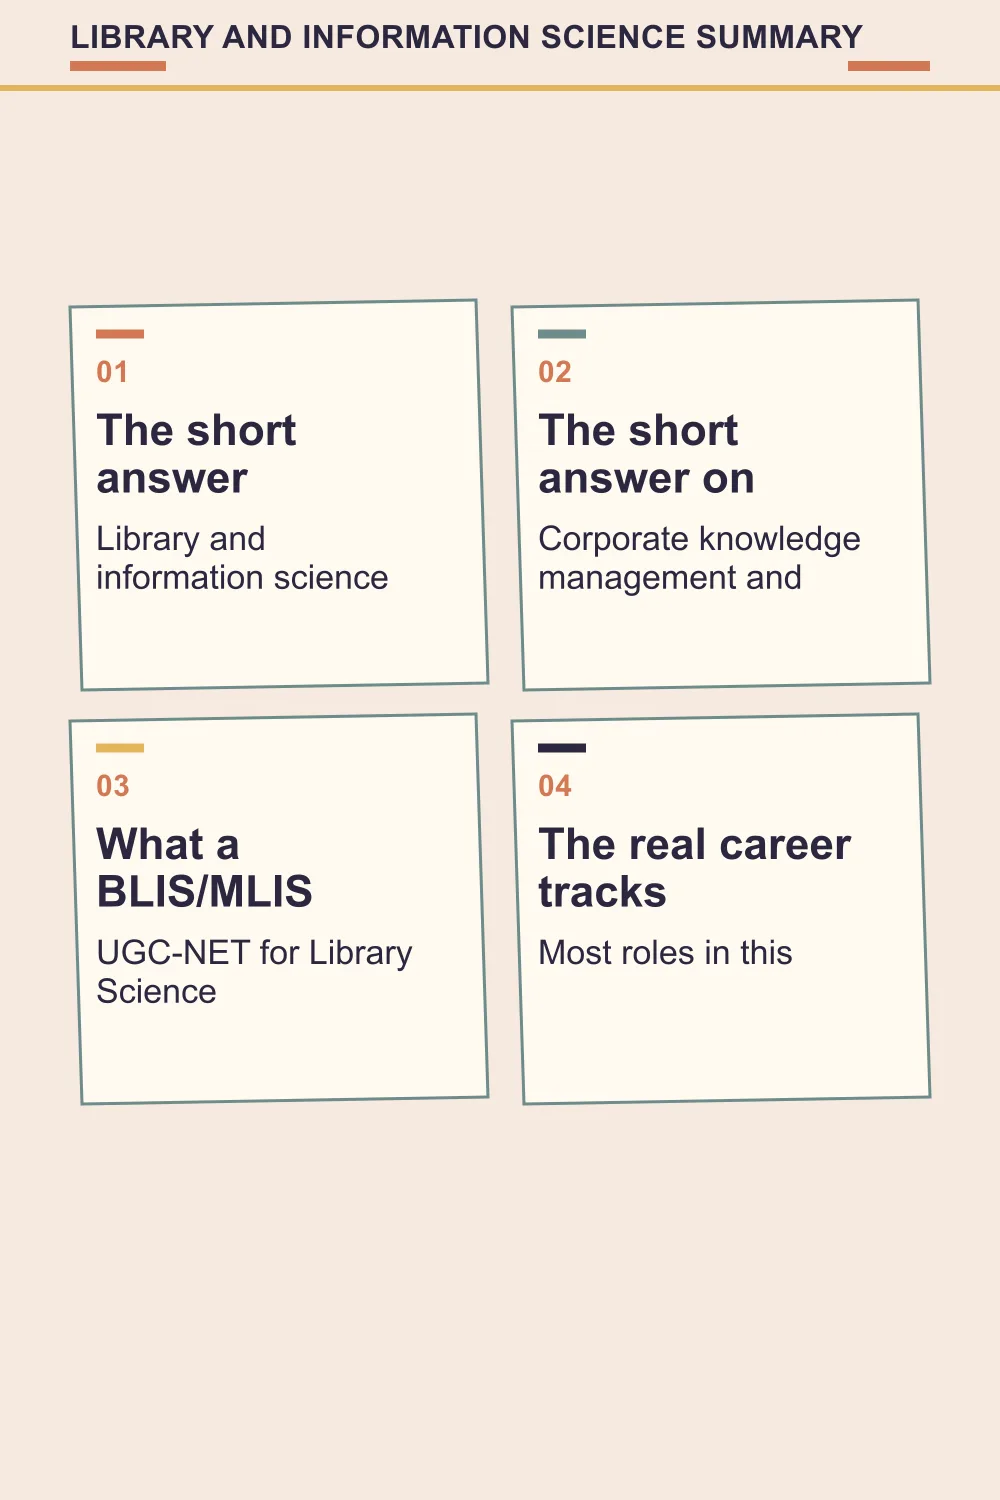 LIBRARY AND INFORMATION SCIENCE SUMMARY
01
The short
answer
Library and
information science
02
The short
answer on
Corporate knowledge
management and
03
What a
BLIS/MLIS
UGC-NET for Library
Science
04
The real career
tracks
Most roles in this